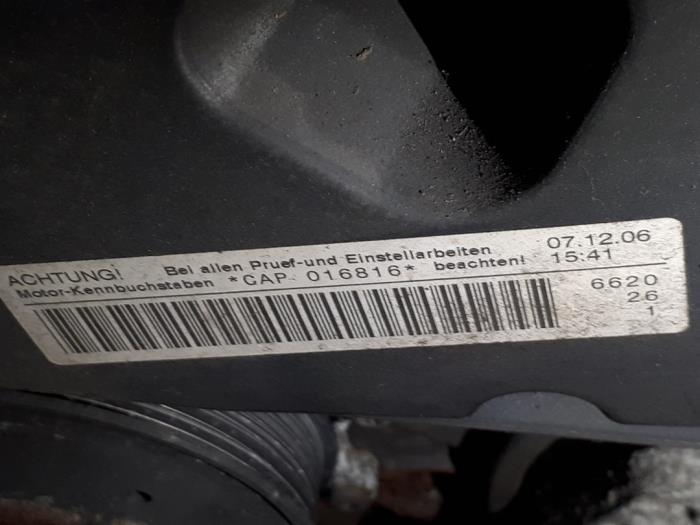 ACHTUNG! Bei allen Pruef-und Einstellarbeiten 07.12.06
Motor-Kennbuchstaben *CAP 016816* beachten! 15:41
6620
26
1